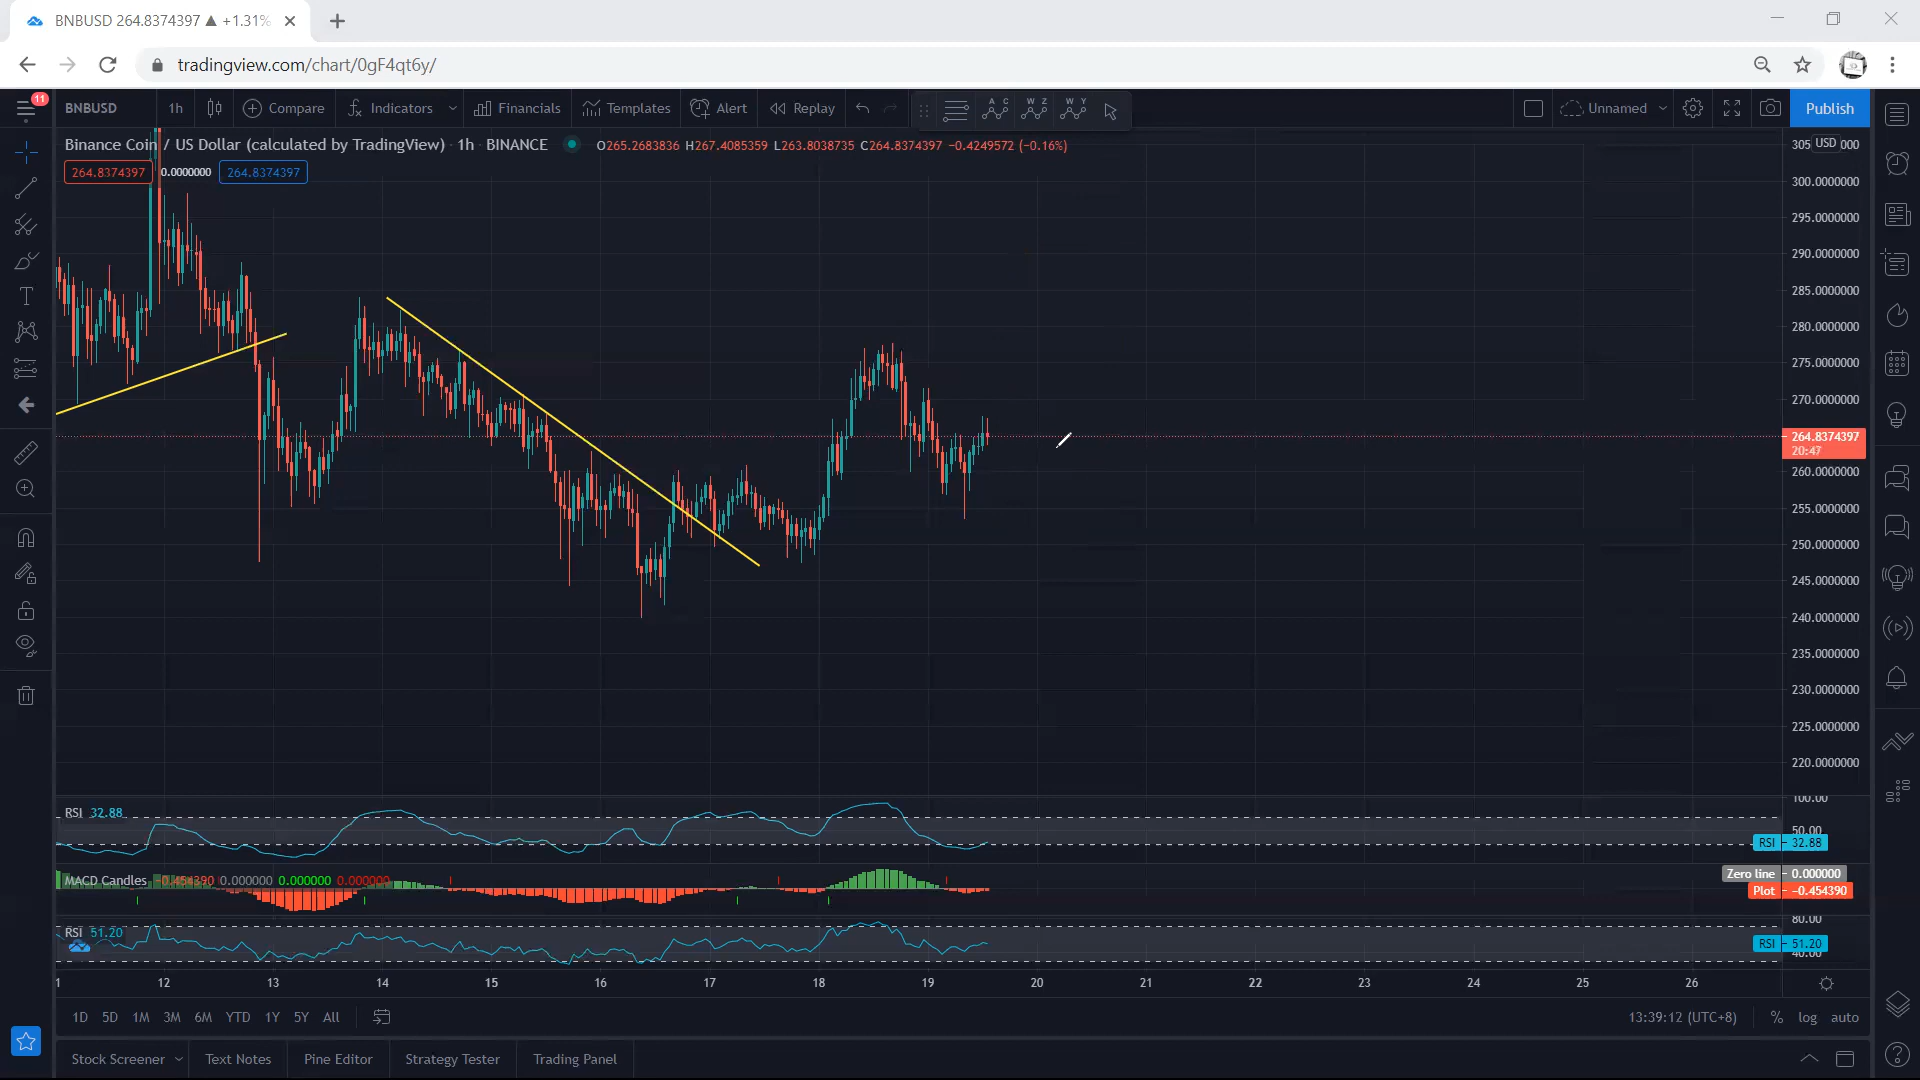 BNBUSD 264.8374397 ▲ +1.31%
tradingview.com/chart/0gF4qt6y/
11
BNBUSD 1h Compare Indicators Financials Templates Alert Replay A C W Z W Y Unnamed Publish
Binance Coin / US Dollar (calculated by TradingView) · 1h · BINANCE O265.2683836 H267.4085359 L263.8038735 C264.8374397 −0.4249572 (−0.16%)
264.8374397 0.0000000 264.8374397
USD
300.0000000
295.0000000
290.0000000
285.0000000
280.0000000
275.0000000
270.0000000
264.8374397
20:47
260.0000000
255.0000000
250.0000000
245.0000000
240.0000000
235.0000000
230.0000000
225.0000000
220.0000000
RSI 32.88
100.00
50.00
RSI 32.88
MACD Candles −0.454390 0.000000 0.000000 0.000000
Zero line 0.000000
Plot −0.454390
RSI 51.20
80.00
RSI 51.20
40.00
1 12 13 14 15 16 17 18 19 20 21 22 23 24 25 26
1D 5D 1M 3M 6M YTD 1Y 5Y All 13:39:12 (UTC+8) % log auto
Stock Screener Text Notes Pine Editor Strategy Tester Trading Panel